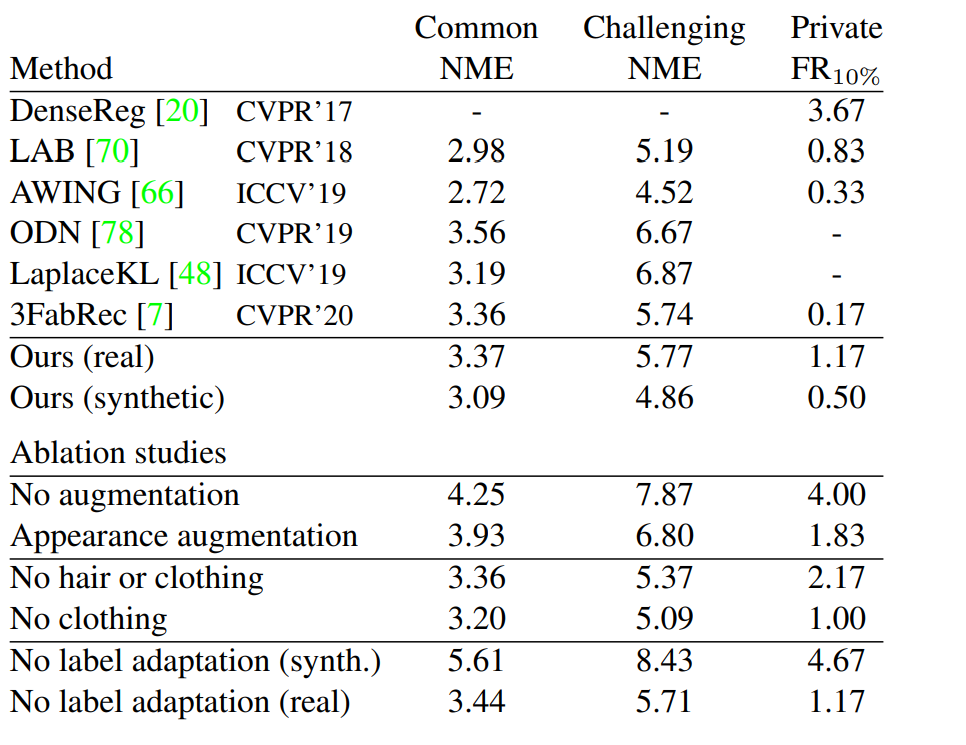 Common Challenging Private
Method NME NME FR10%
DenseReg [20] CVPR'17 - - 3.67
LAB [70] CVPR'18 2.98 5.19 0.83
AWING [66] ICCV'19 2.72 4.52 0.33
ODN [78] CVPR'19 3.56 6.67 -
LaplaceKL [48] ICCV'19 3.19 6.87 -
3FabRec [7] CVPR'20 3.36 5.74 0.17
Ours (real) 3.37 5.77 1.17
Ours (synthetic) 3.09 4.86 0.50
Ablation studies
No augmentation 4.25 7.87 4.00
Appearance augmentation 3.93 6.80 1.83
No hair or clothing 3.36 5.37 2.17
No clothing 3.20 5.09 1.00
No label adaptation (synth.) 5.61 8.43 4.67
No label adaptation (real) 3.44 5.71 1.17